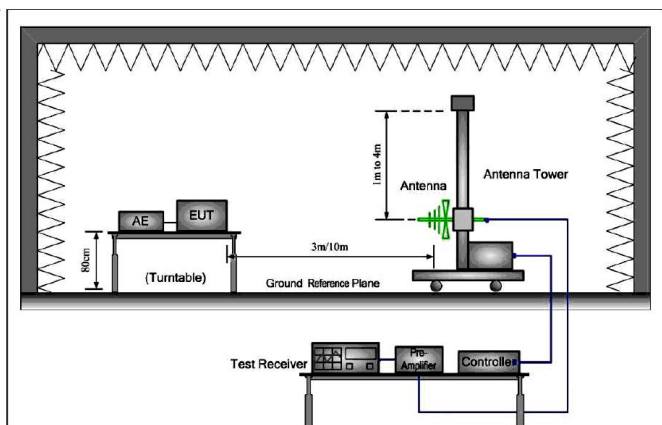 1m to 4m
Antenna
Antenna Tower
AE
EUT
3m/10m
80cm
(Turntable)
Ground Reference Plane
Test Receiver
Pre-
Amplifier
Controlle